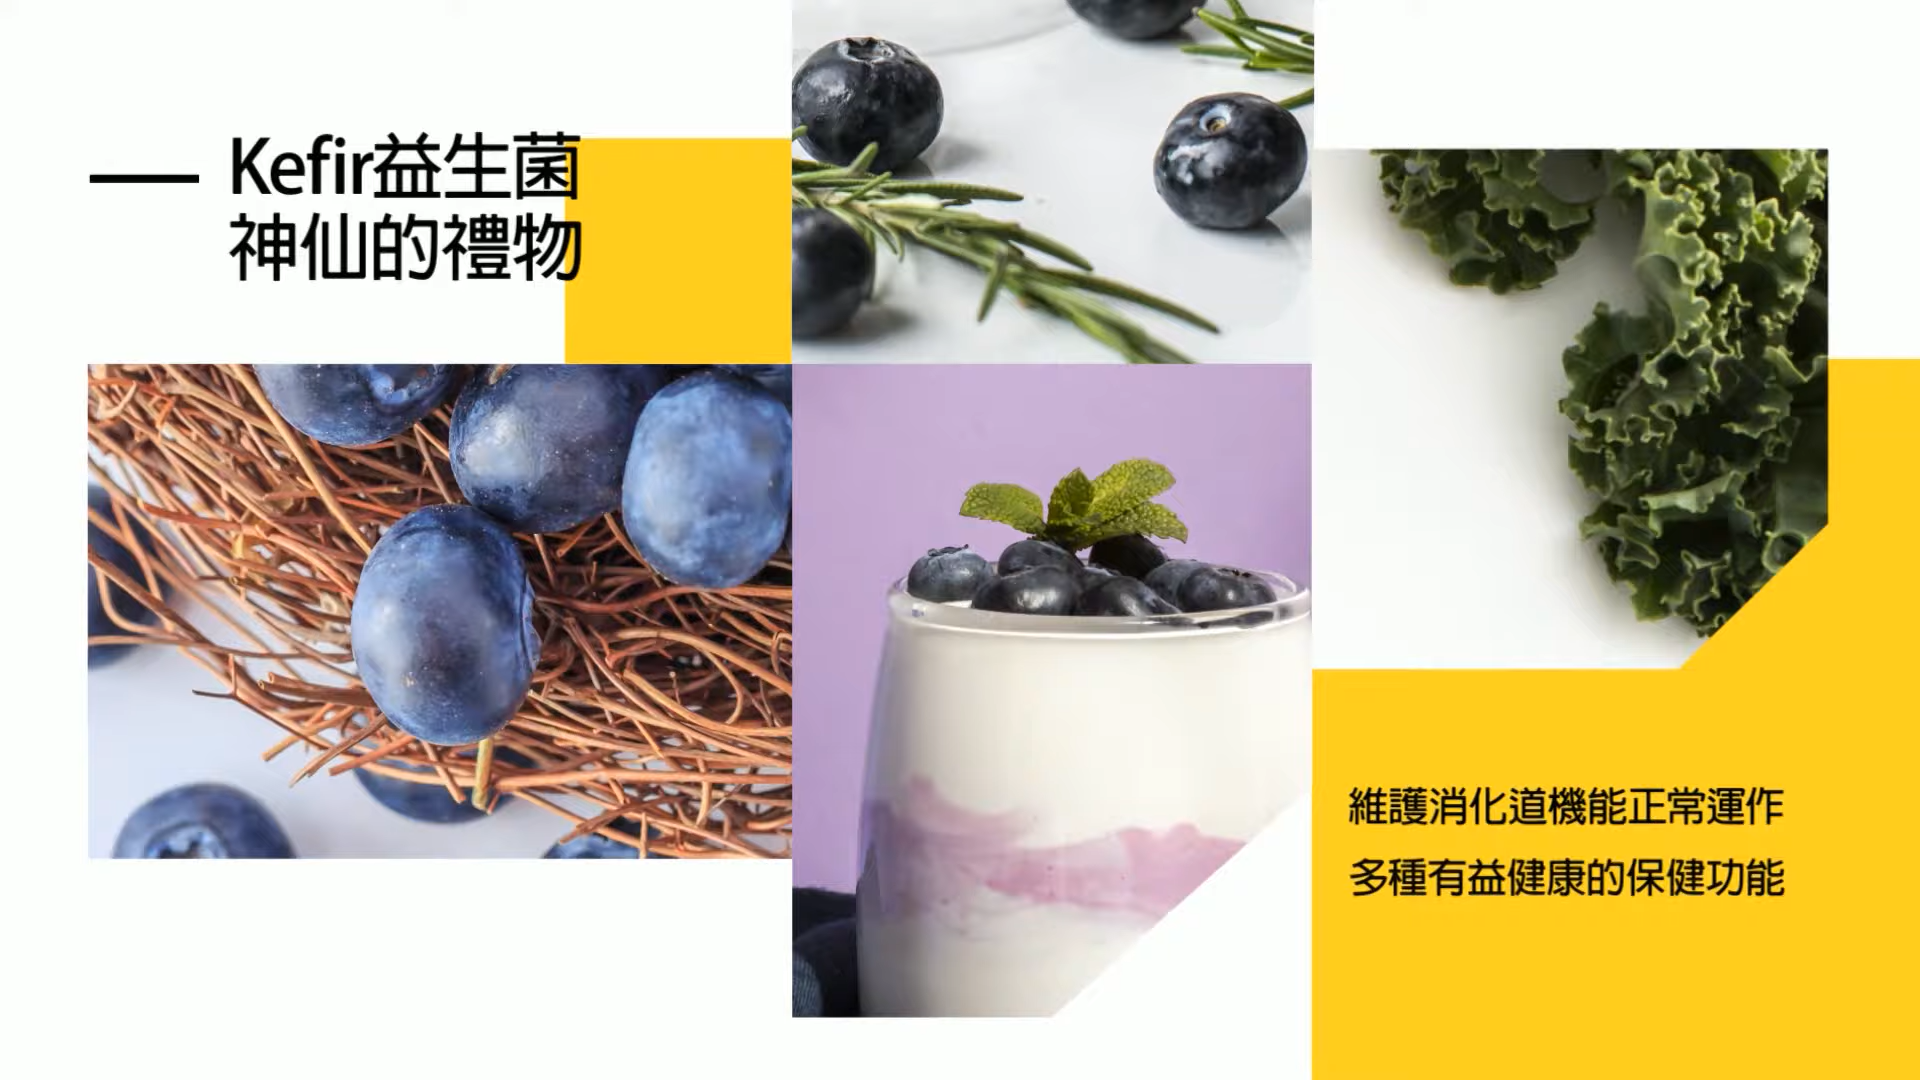 Kefir益生菌
神仙的禮物
維護消化道機能正常運作
多種有益健康的保健功能